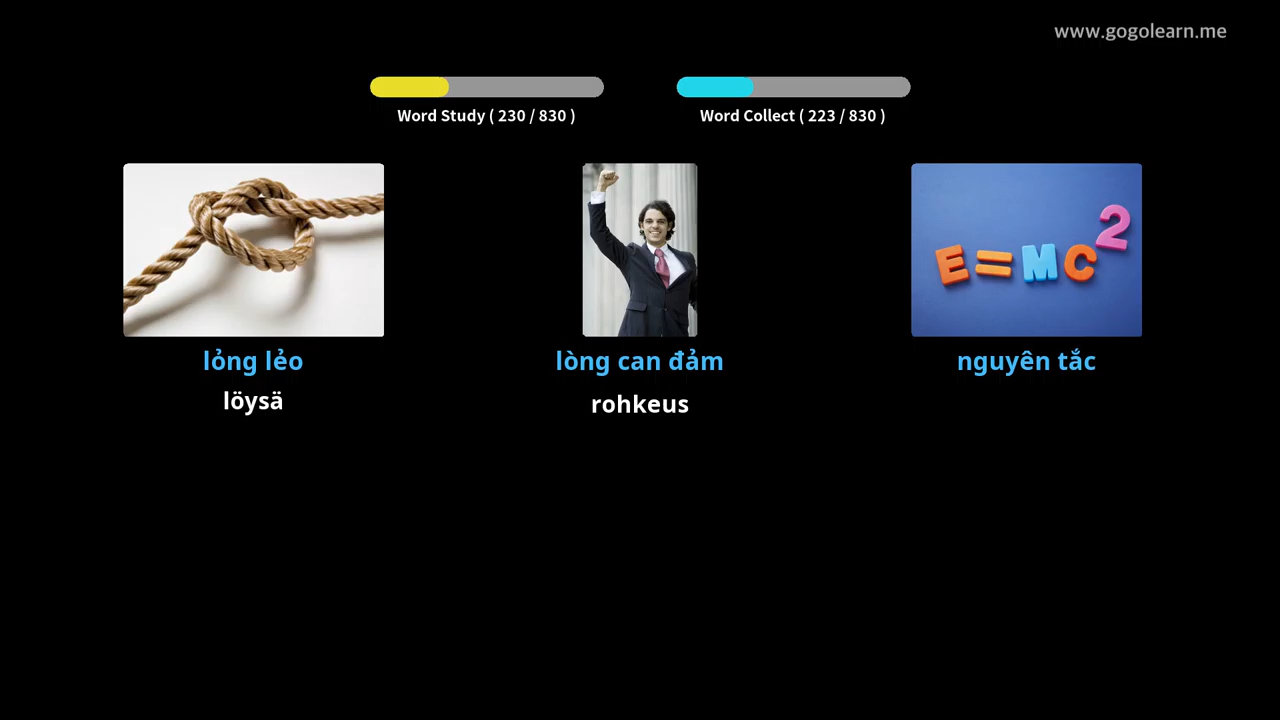 www.gogolearn.me
Word Study ( 230 / 830 )
Word Collect ( 223 / 830 )
E=MC2
lỏng lẻo
lòng can đảm
nguyên tắc
löysä
rohkeus